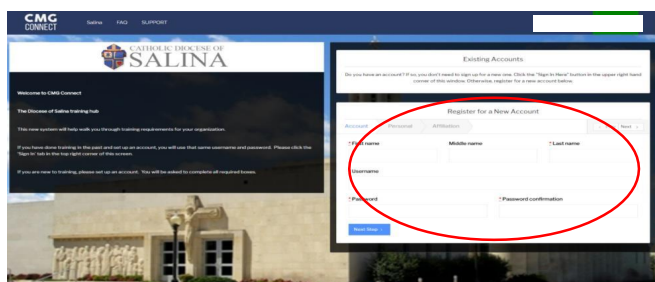 CMG
CONNECT
Salina FAQ SUPPORT
CATHOLIC DIOCESE OF
SALINA
Welcome to CMG Connect
The Diocese of Salina training hub
This new system will help walk you through training requirements for your organization.
If you have done training in the past and set up an account, you will use that same username and password. Please click the
"Sign In' tab in the top right corner of this screen.
If you are new to training, please set up an account. You will be asked to complete all required boxes.
Existing Accounts
Do you have an account? If so, you don't need to sign up for a new one. Click the "Sign In Here" button in the upper right hand
corner of this window. Otherwise, register for a new account below.
Register for a New Account
Account Personal Affiliation Next >
* First name Middle name * Last name
Username
* Password * Password confirmation
Next Step >